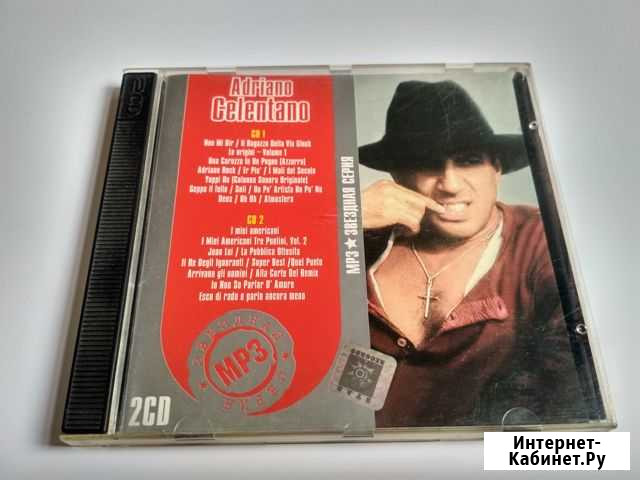 Adriano
Celentano
CD 1
Non Mi Dir / Il Ragazzo Della Via Gluck
Le origini - Volume 1
Una Carezza In Un Pugno (Azzurro)
Adriano Rock / Er Piu' / I Mali del Secolo
Yuppi Du (Colonna Sonora Originale)
Geppo Il folle / Soli / Un Po' Artista Un Po' No
Deus / Uh Uh / Atmosfera
CD 2
I miei americani
I Miei Americani Tre Puntini, Vol. 2
Joan Lui / La Pubblica Ottusita
Il Re Degli Ignoranti / Super Best / Quel Punto
Arrivano gli uomini / Alla Corte Del Remix
Io Non So Parlar D' Amore
Esco di rado e parlo ancora meno
MP3 ★ ЗВЕЗДНАЯ СЕРИЯ
ЗВЕЗДНАЯ
MP3
СЕРИЯ
2CD
Интернет-
Кабинет.Ру